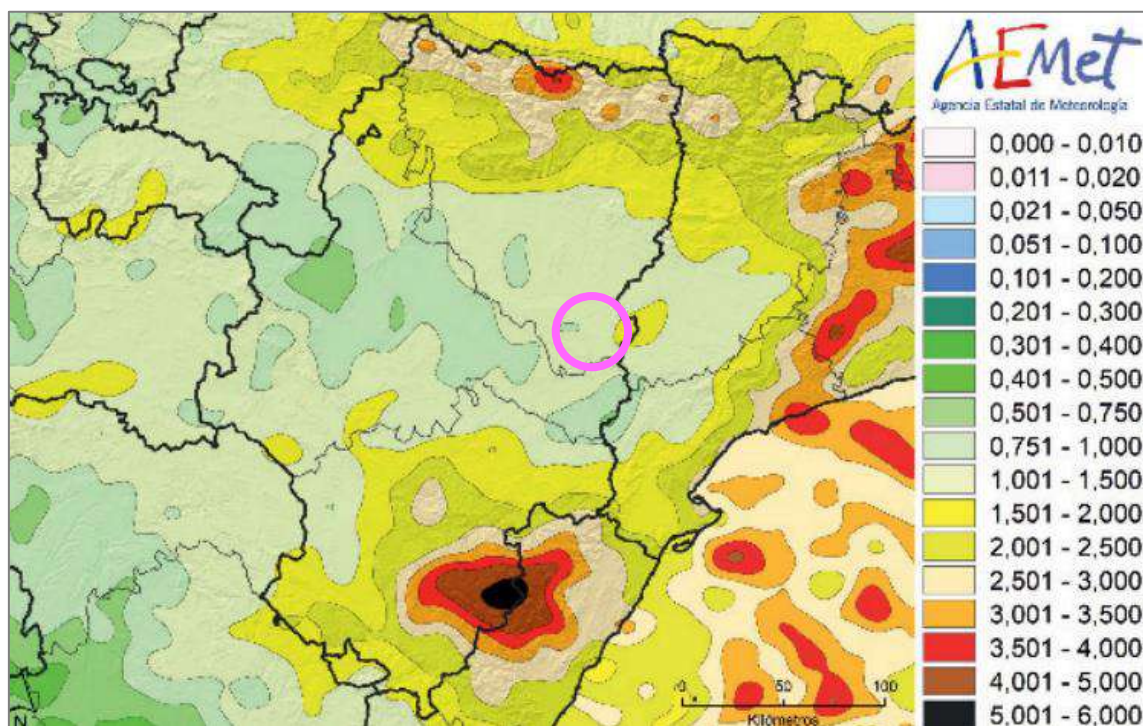 AEMet
Agencia Estatal de Meteorología
0,000 - 0,010
0,011 - 0,020
0,021 - 0,050
0,051 - 0,100
0,101 - 0,200
0,201 - 0,300
0,301 - 0,400
0,401 - 0,500
0,501 - 0,750
0,751 - 1,000
1,001 - 1,500
1,501 - 2,000
2,001 - 2,500
2,501 - 3,000
3,001 - 3,500
3,501 - 4,000
4,001 - 5,000
5,001 - 6,000
0 50 100
Kilómetros
N